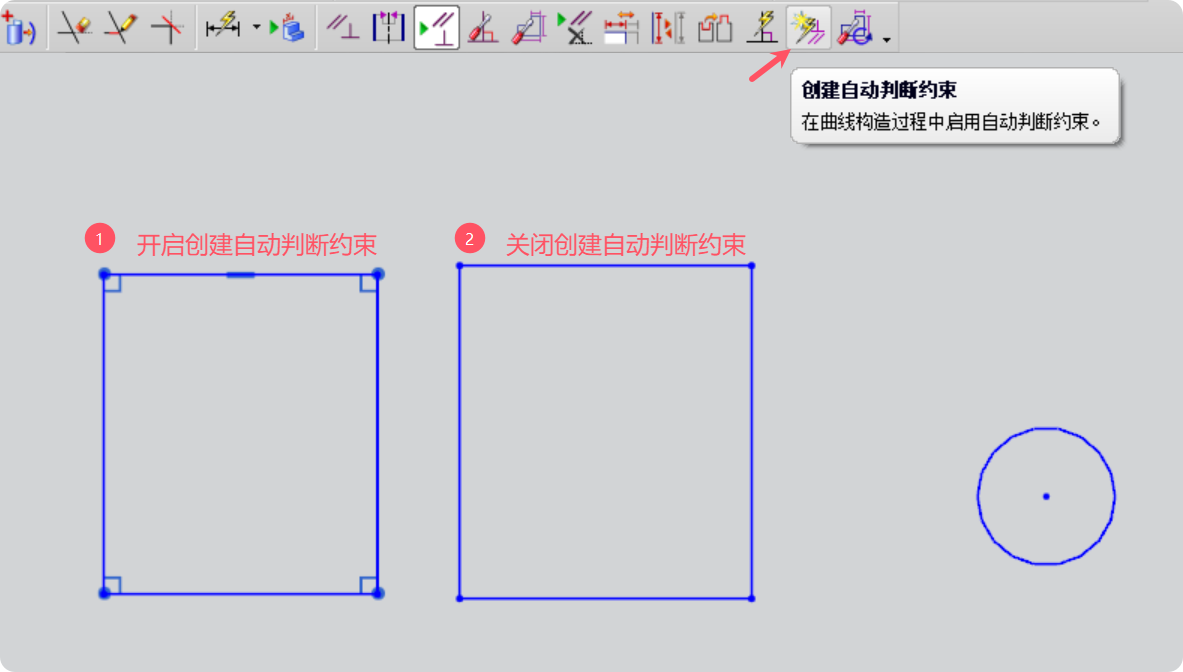 创建自动判断约束
在曲线构造过程中启用自动判断约束。
1 开启创建自动判断约束
2 关闭创建自动判断约束